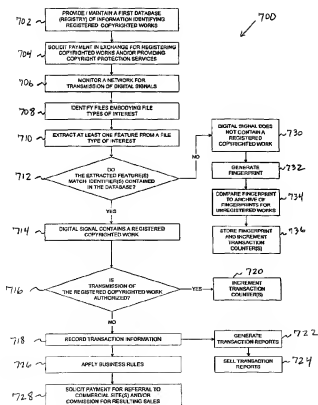 700
702
PROVIDE / MAINTAIN A FIRST DATABASE
(REGISTRY) OF INFORMATION IDENTIFYING
REGISTERED COPYRIGHTED WORKS
704
SOLICIT PAYMENT IN EXCHANGE FOR REGISTERING
COPYRIGHTED WORKS AND/OR PROVIDING
COPYRIGHT PROTECTION SERVICES
706
MONITOR A NETWORK FOR
TRANSMISSION OF DIGITAL SIGNALS
708
IDENTIFY FILES EMBODYING FILE
TYPES OF INTEREST
710
EXTRACT AT LEAST ONE FEATURE FROM A FILE
TYPE OF INTEREST
712
DO
THE EXTRACTED FEATURE(S)
MATCH IDENTIFIER(S) CONTAINED
IN THE DATABASE?
NO
DIGITAL SIGNAL DOES
NOT CONTAIN A
REGISTERED
COPYRIGHTED WORK
730
GENERATE
FINGERPRINT
732
COMPARE FINGERPRINT
TO ARCHIVE OF
FINGERPRINTS FOR
UNREGISTERED WORKS
734
STORE FINGERPRINT
AND INCREMENT
TRANSACTION
COUNTER(S)
736
YES
714
DIGITAL SIGNAL CONTAINS A REGISTERED
COPYRIGHTED WORK
716
IS
TRANSMISSION OF
THE REGISTERED COPYRIGHTED WORK
AUTHORIZED?
YES
720
INCREMENT
TRANSACTION
COUNTER(S)
NO
718
RECORD TRANSACTION INFORMATION
GENERATE
TRANSACTION REPORTS
722
SELL TRANSACTION
REPORTS
724
726
APPLY BUSINESS RULES
728
SOLICIT PAYMENT FOR REFERRAL TO
COMMERCIAL SITE(S) AND/OR
COMMISSION FOR RESULTING SALES